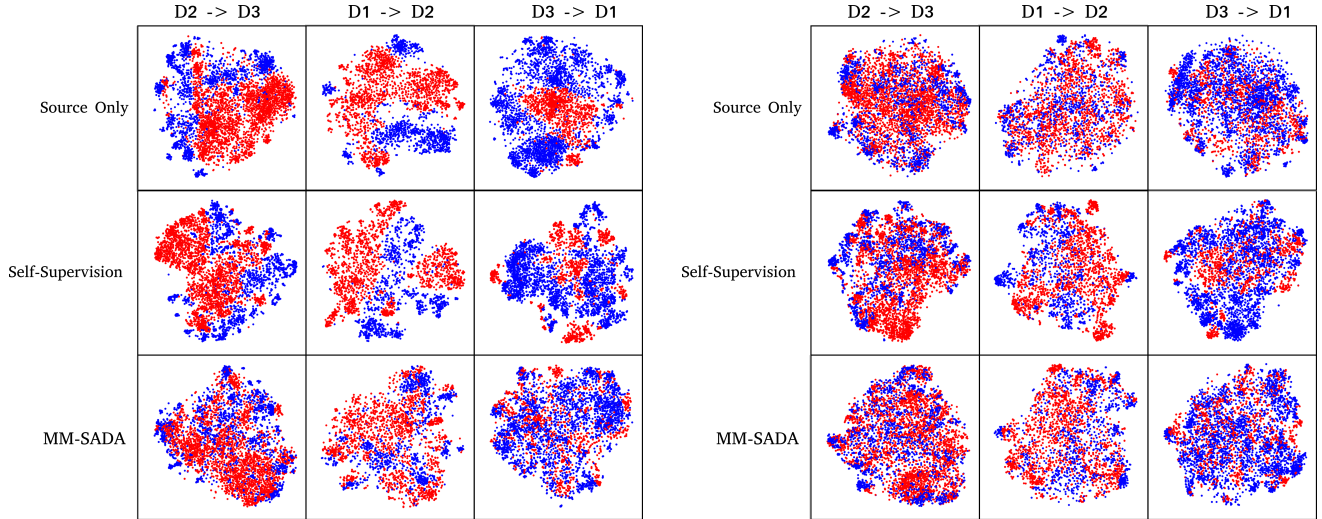 D2 -> D3 D1 -> D2 D3 -> D1
Source Only
Self-Supervision
MM-SADA
D2 -> D3 D1 -> D2 D3 -> D1
Source Only
Self-Supervision
MM-SADA